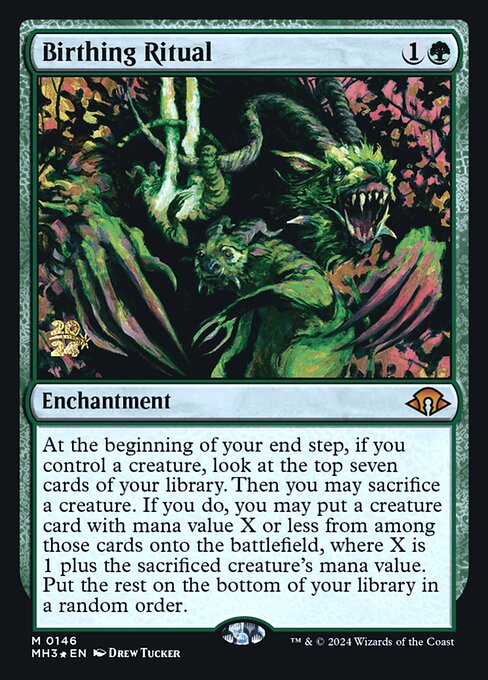 Birthing Ritual 1
2024
Enchantment
At the beginning of your end step, if you
control a creature, look at the top seven
cards of your library. Then you may sacrifice
a creature. If you do, you may put a creature
card with mana value X or less from among
those cards onto the battlefield, where X is
1 plus the sacrificed creature's mana value.
Put the rest on the bottom of your library in
a random order.
M 0146
MH3★EN Drew Tucker
™ & © 2024 Wizards of the Coast